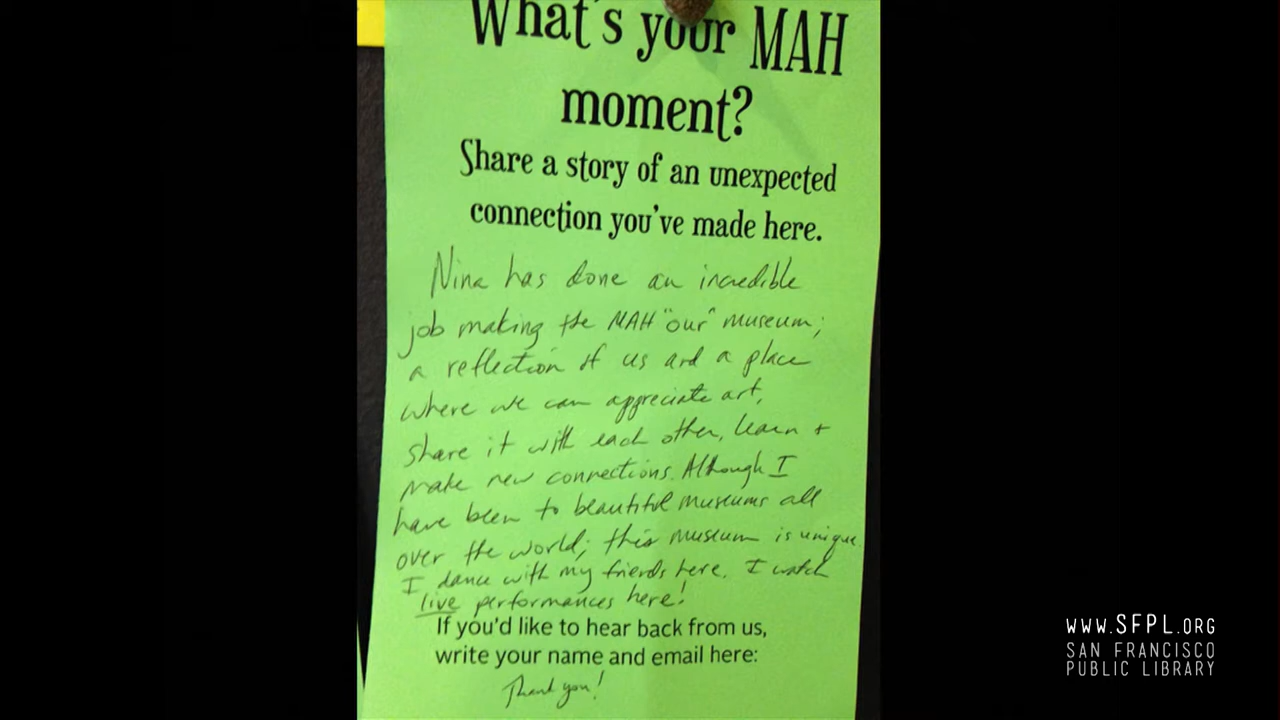 What's your MAH
moment?
Share a story of an unexpected
connection you've made here.
Nina has done an incredible
job making the MAH "our" museum;
a reflection of us and a place
where we can appreciate art,
share it with each other, learn +
make new connections. Although I
have been to beautiful museums all
over the world; this museum is unique
I dance with my friends here. I watch
live performances here!
If you'd like to hear back from us,
write your name and email here:
Thank you!
WWW.SFPL.ORG
SAN FRANCISCO
PUBLIC LIBRARY